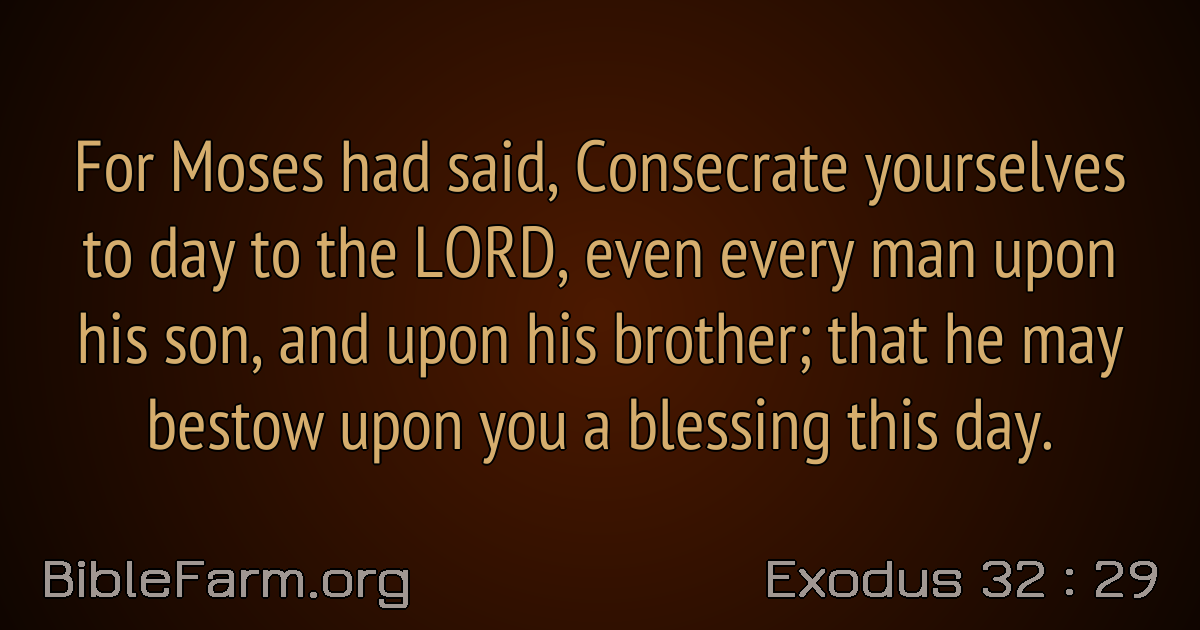 For Moses had said, Consecrate yourselves
to day to the LORD, even every man upon
his son, and upon his brother; that he may
bestow upon you a blessing this day.
BibleFarm.org
Exodus 32 : 29